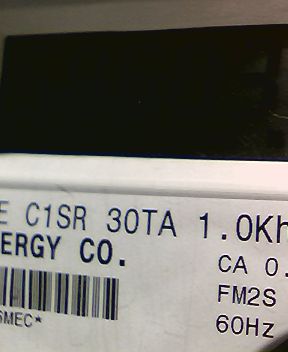 E C1SR 30TA 1.0Kh
ERGY CO.
CA 0.
FM2S
60Hz
SMEC*